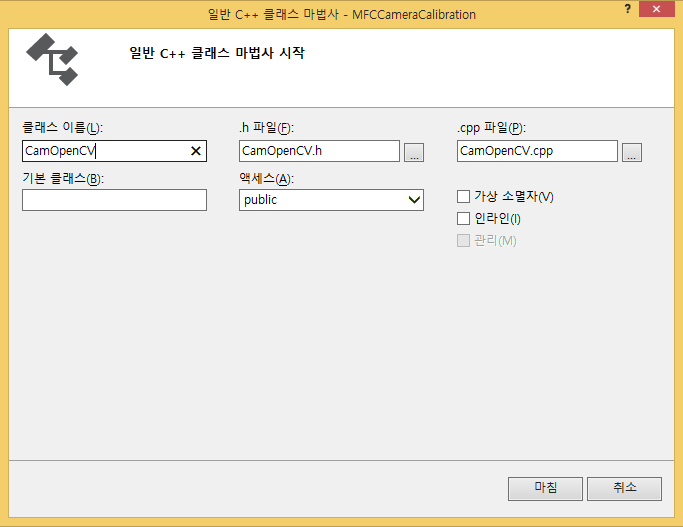 일반 C++ 클래스 마법사 - MFCCameraCalibration
?
일반 C++ 클래스 마법사 시작
클래스 이름(L):
.h 파일(F):
.cpp 파일(P):
CamOpenCV
CamOpenCV.h
...
CamOpenCV.cpp
...
기본 클래스(B):
액세스(A):
public
가상 소멸자(V)
인라인(I)
관리(M)
마침
취소